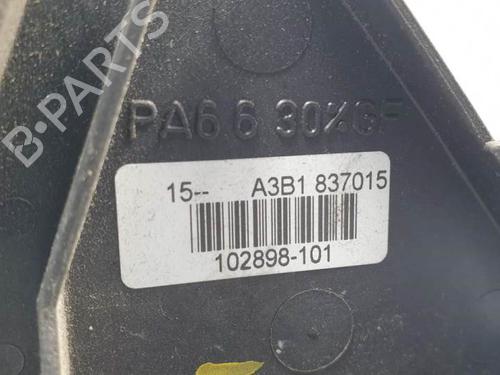 PA6 6 30%GF
15-- A3B1 837015
102898-101
B-PARTS